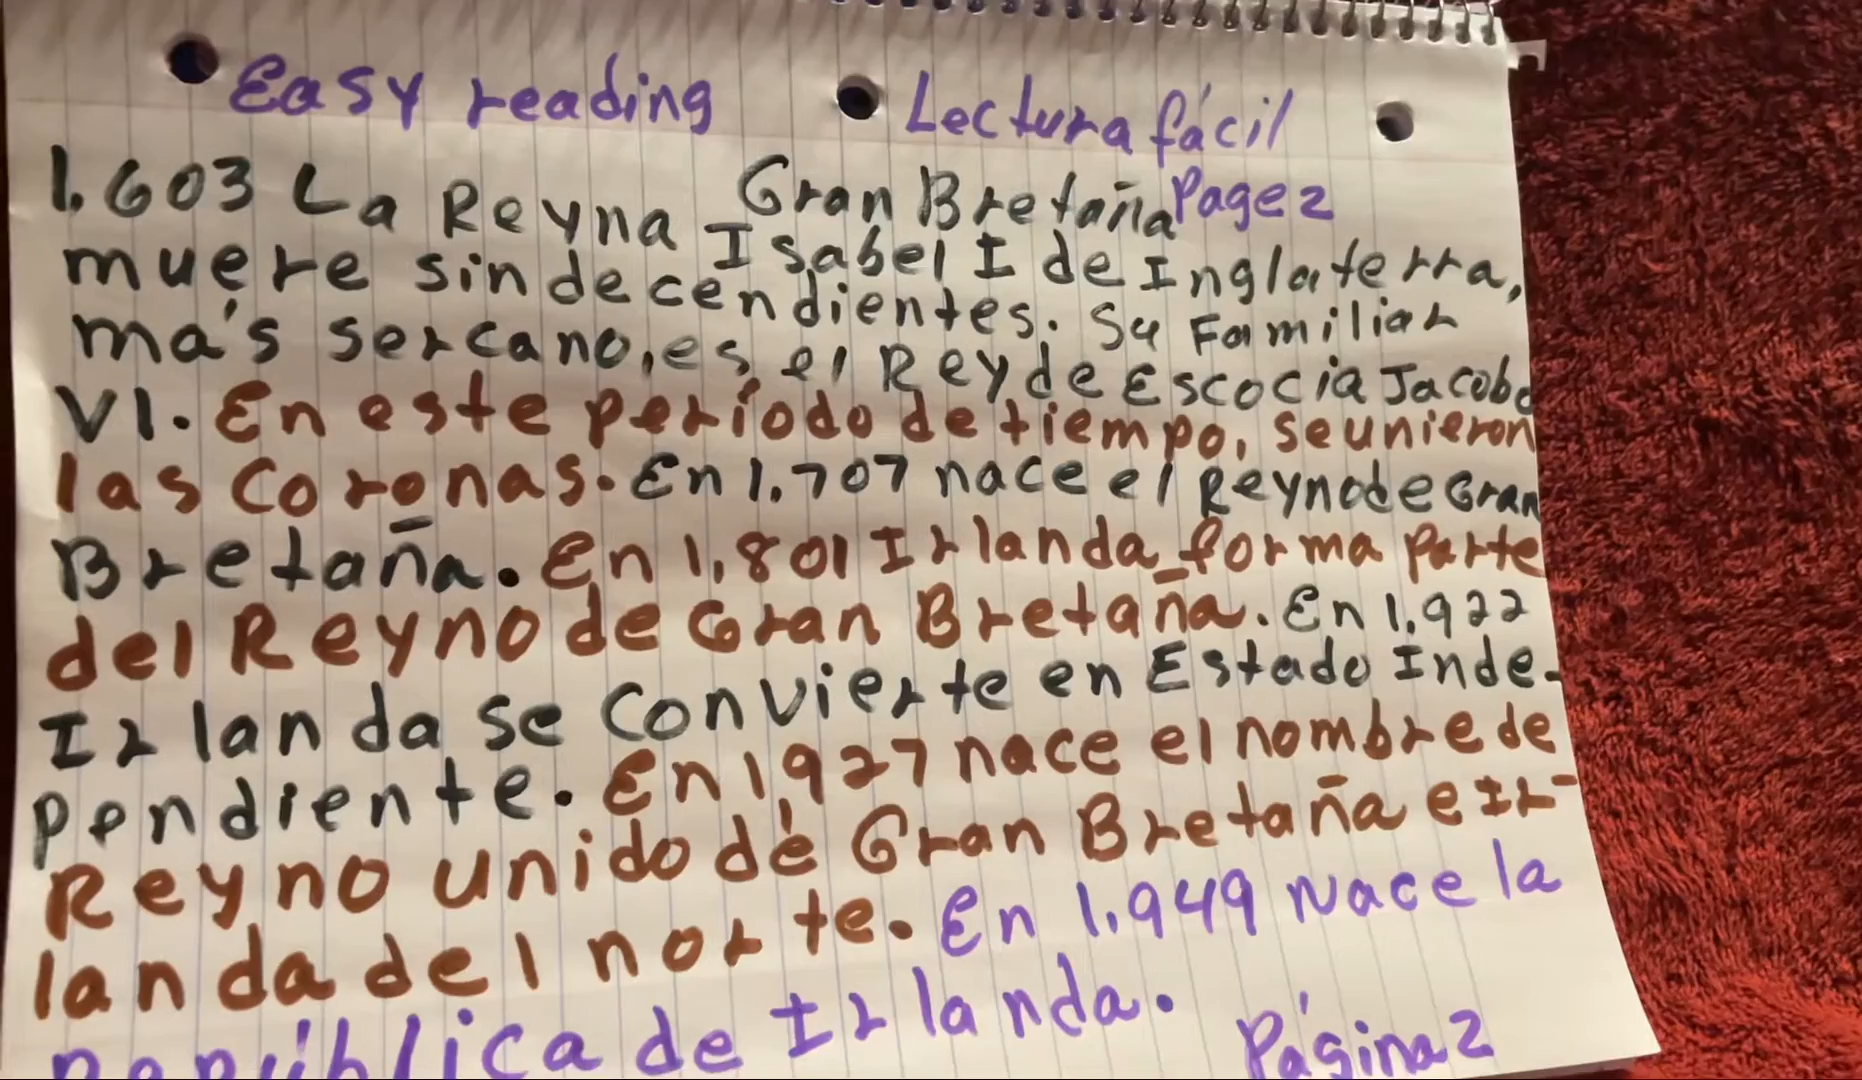 Easy reading Lectura fácil
Gran Bretaña Page 2
1.603 La Reyna Isabel I de Inglaterra,
muere sin decendientes. Su Familiar
más sercano, es el Rey de Escocia Jacobo
VI. En este período de tiempo, se unieron
las Coronas. En 1.707 nace el Reyno de Gran
Bretaña. En 1,801 Irlanda forma parte
del Reyno de Gran Bretaña. En 1,922
Irlanda se convierte en Estado Inde-
pendiente. En 1,927 nace el nombre de
Reyno unido de Gran Bretaña e Ir-
landa del norte. En 1.949 Nace la
República de Irlanda.
Página 2